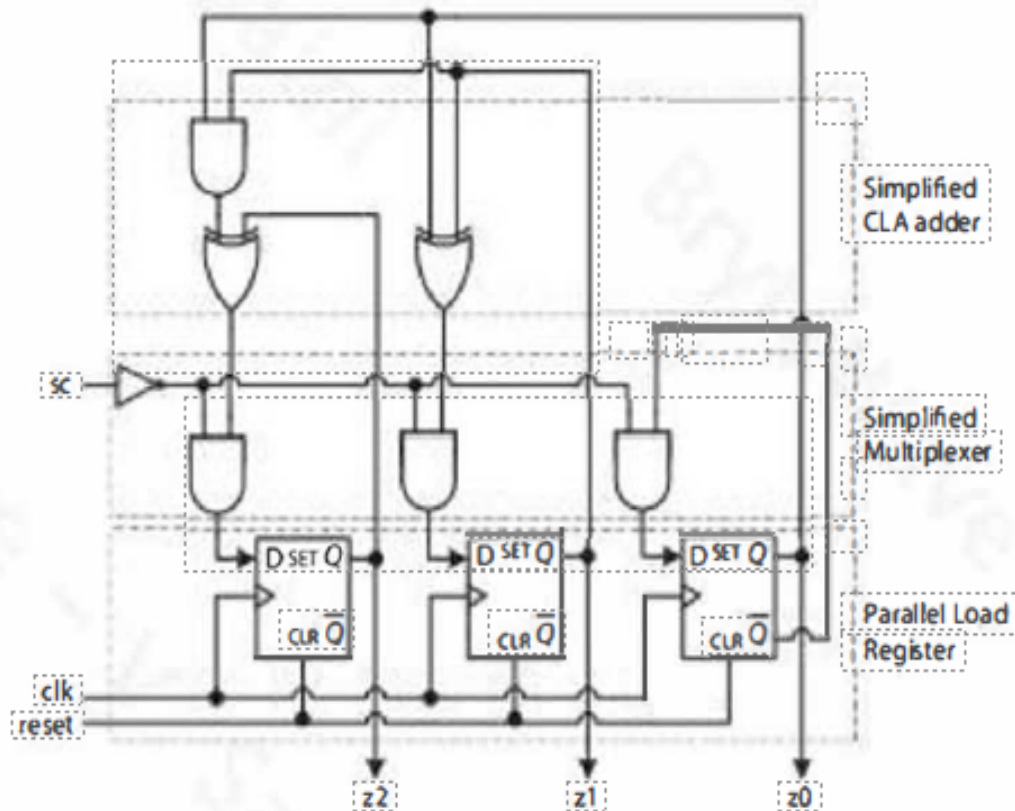 Simplified
CLA adder
sc
Simplified
Multiplexer
D SET Q
CLR Q̅
D SET Q
CLR Q̅
D SET Q
CLR Q̅
Parallel Load
Register
clk
reset
z2
z1
z0